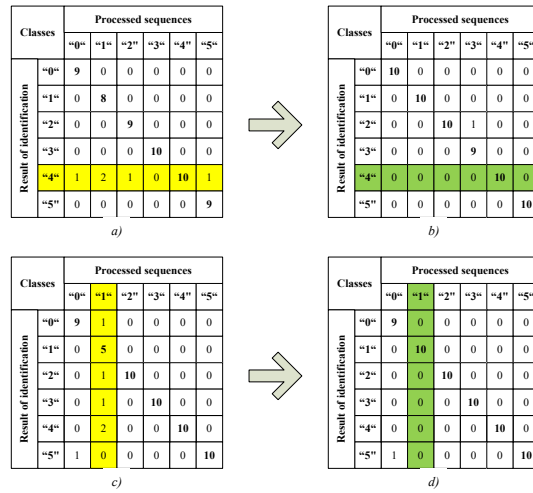 Classes Processed sequences
“0“ “1“ “2" “3“ “4" “5“
Result of identification
“0“ 9 0 0 0 0 0
“1“ 0 8 0 0 0 0
“2“ 0 0 9 0 0 0
“3“ 0 0 0 10 0 0
“4“ 1 2 1 0 10 1
“5" 0 0 0 0 0 9
a)
Classes Processed sequences
“0“ “1“ “2" “3“ “4" “5“
Result of identification
“0“ 10 0 0 0 0 0
“1“ 0 10 0 0 0 0
“2“ 0 0 10 1 0 0
“3“ 0 0 0 9 0 0
“4“ 0 0 0 0 10 0
“5" 0 0 0 0 0 10
b)
Classes Processed sequences
“0“ “1“ “2" “3“ “4" “5“
Result of identification
“0“ 9 1 0 0 0 0
“1“ 0 5 0 0 0 0
“2“ 0 1 10 0 0 0
“3“ 0 1 0 10 0 0
“4“ 0 2 0 0 10 0
“5" 1 0 0 0 0 10
c)
Classes Processed sequences
“0“ “1“ “2" “3“ “4" “5“
Result of identification
“0“ 9 0 0 0 0 0
“1“ 0 10 0 0 0 0
“2“ 0 0 10 0 0 0
“3“ 0 0 0 10 0 0
“4“ 0 0 0 0 10 0
“5" 1 0 0 0 0 10
d)